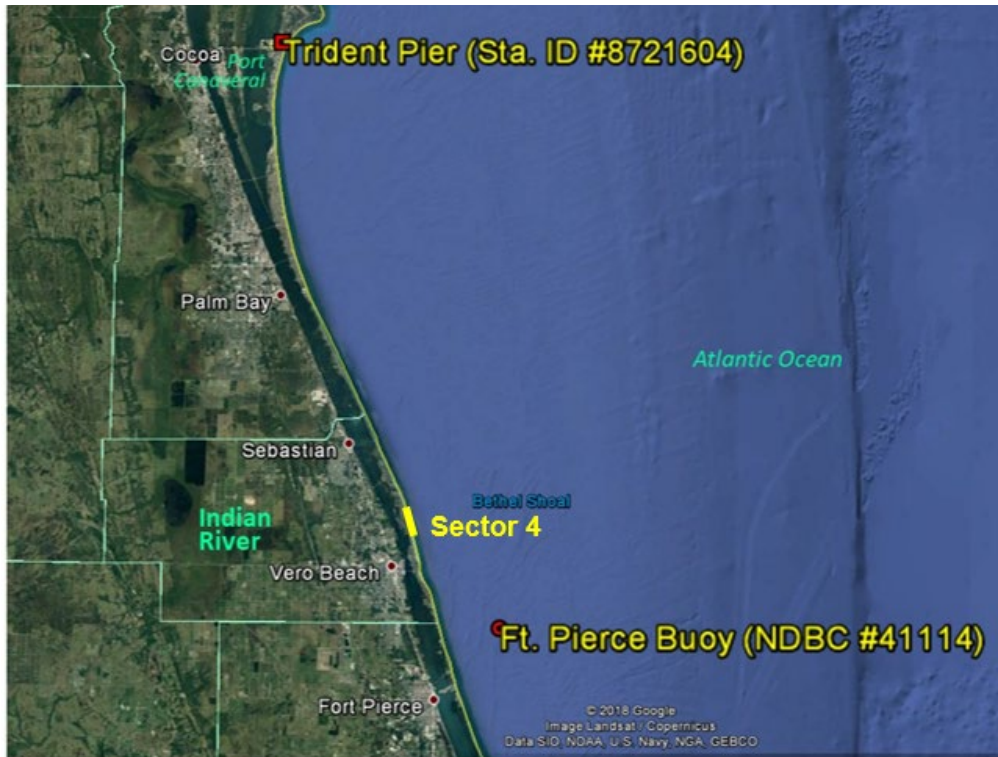 Cocoa
Port
Canaveral
Trident Pier (Sta. ID #8721604)
Palm Bay
Atlantic Ocean
Sebastian
Bethel Shoal
Indian
River
Sector 4
Vero Beach
Ft. Pierce Buoy (NDBC #41114)
Fort Pierce
© 2018 Google
Image Landsat / Copernicus
Data SIO, NOAA, U.S. Navy, NGA, GEBCO